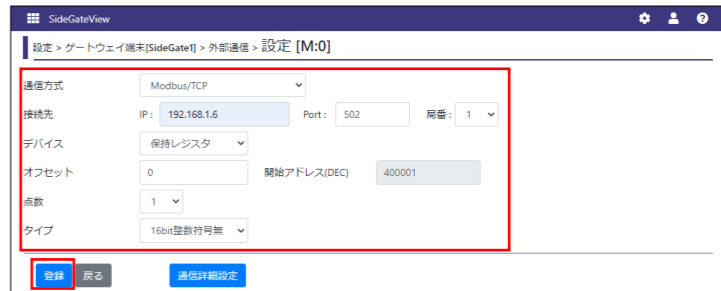 SideGateView
設定 > ゲートウェイ端末[SideGate1] > 外部通信 > 設定 [M:0]
通信方式 Modbus/TCP
接続先 IP : 192.168.1.6 Port : 502 局番 : 1
デバイス 保持レジスタ
オフセット 0 開始アドレス(DEC) 400001
点数 1
タイプ 16bit整数符号無
登録 戻る 通信詳細設定